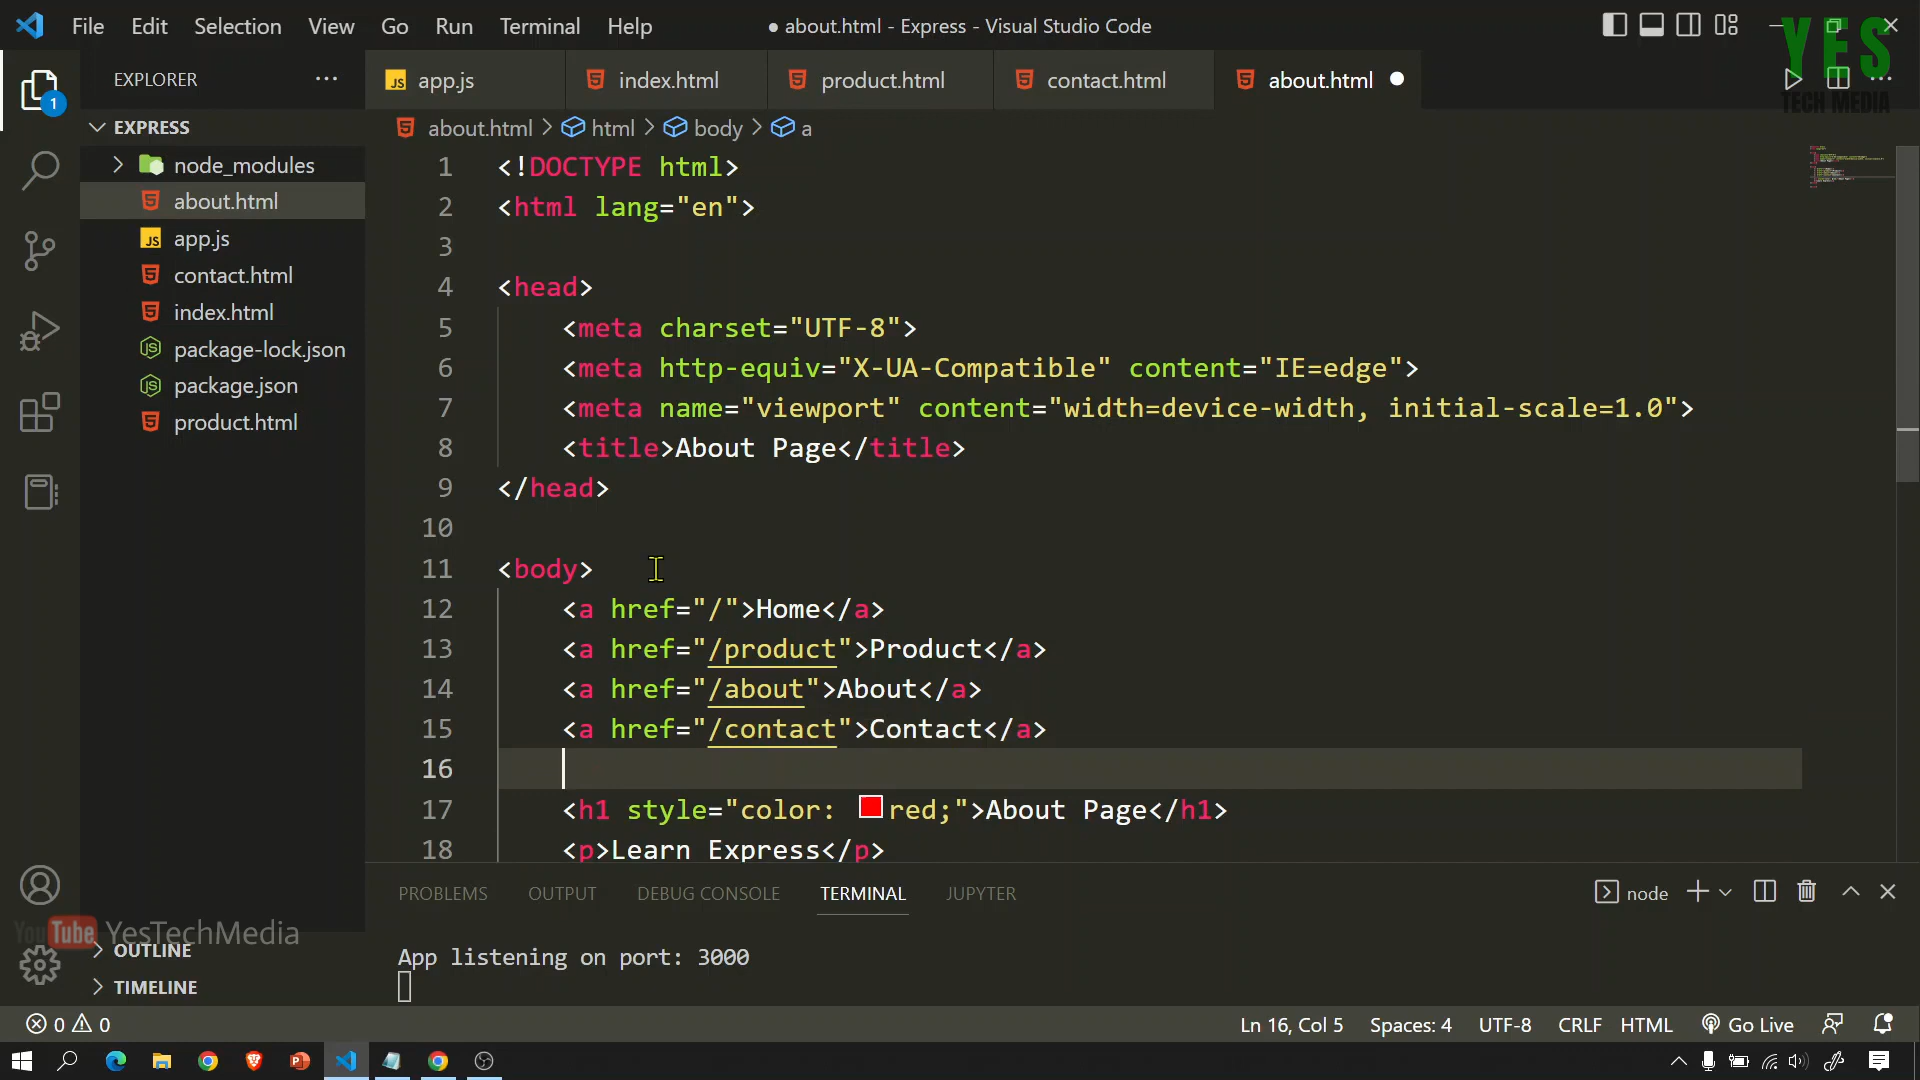 File Edit Selection View Go Run Terminal Help ● about.html - Express - Visual Studio Code
YES
TECH MEDIA
EXPLORER ···
app.js index.html product.html contact.html about.html
EXPRESS
about.html > html > body > a
node_modules
about.html
app.js
contact.html
index.html
package-lock.json
package.json
product.html
1
1 <!DOCTYPE html>
2 <html lang="en">
3
4 <head>
5 <meta charset="UTF-8">
6 <meta http-equiv="X-UA-Compatible" content="IE=edge">
7 <meta name="viewport" content="width=device-width, initial-scale=1.0">
8 <title>About Page</title>
9 </head>
10
11 <body>
12 <a href="/">Home</a>
13 <a href="/product">Product</a>
14 <a href="/about">About</a>
15 <a href="/contact">Contact</a>
16
17 <h1 style="color: red;">About Page</h1>
18 <p>Learn Express</p>
PROBLEMS OUTPUT DEBUG CONSOLE TERMINAL JUPYTER node
YouTube YesTechMedia
OUTLINE
App listening on port: 3000
TIMELINE
0 0 Ln 16, Col 5 Spaces: 4 UTF-8 CRLF HTML Go Live